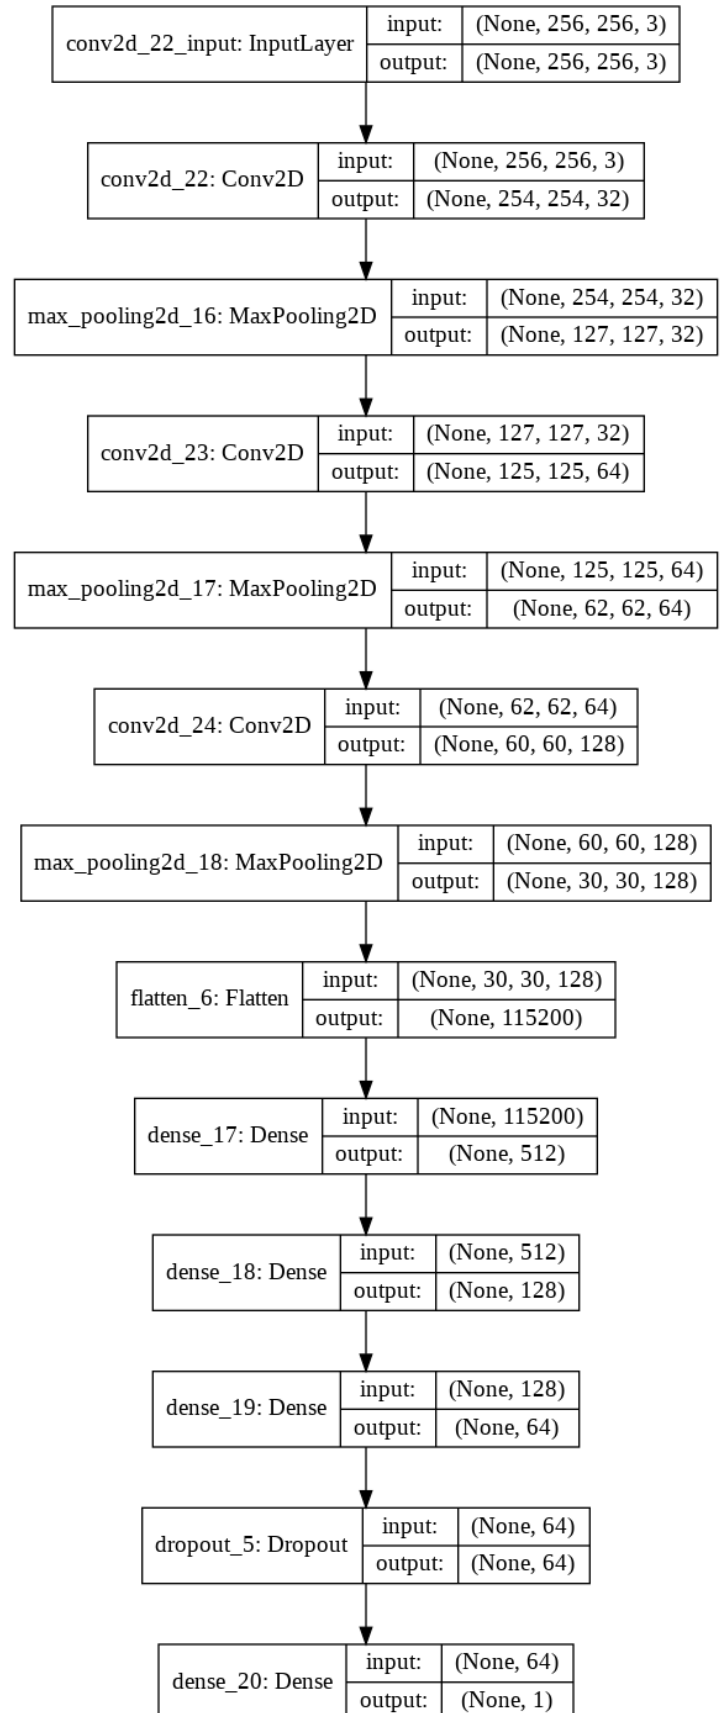 conv2d_22_input: InputLayer
input: (None, 256, 256, 3)
output: (None, 256, 256, 3)
conv2d_22: Conv2D
input: (None, 256, 256, 3)
output: (None, 254, 254, 32)
max_pooling2d_16: MaxPooling2D
input: (None, 254, 254, 32)
output: (None, 127, 127, 32)
conv2d_23: Conv2D
input: (None, 127, 127, 32)
output: (None, 125, 125, 64)
max_pooling2d_17: MaxPooling2D
input: (None, 125, 125, 64)
output: (None, 62, 62, 64)
conv2d_24: Conv2D
input: (None, 62, 62, 64)
output: (None, 60, 60, 128)
max_pooling2d_18: MaxPooling2D
input: (None, 60, 60, 128)
output: (None, 30, 30, 128)
flatten_6: Flatten
input: (None, 30, 30, 128)
output: (None, 115200)
dense_17: Dense
input: (None, 115200)
output: (None, 512)
dense_18: Dense
input: (None, 512)
output: (None, 128)
dense_19: Dense
input: (None, 128)
output: (None, 64)
dropout_5: Dropout
input: (None, 64)
output: (None, 64)
dense_20: Dense
input: (None, 64)
output: (None, 1)